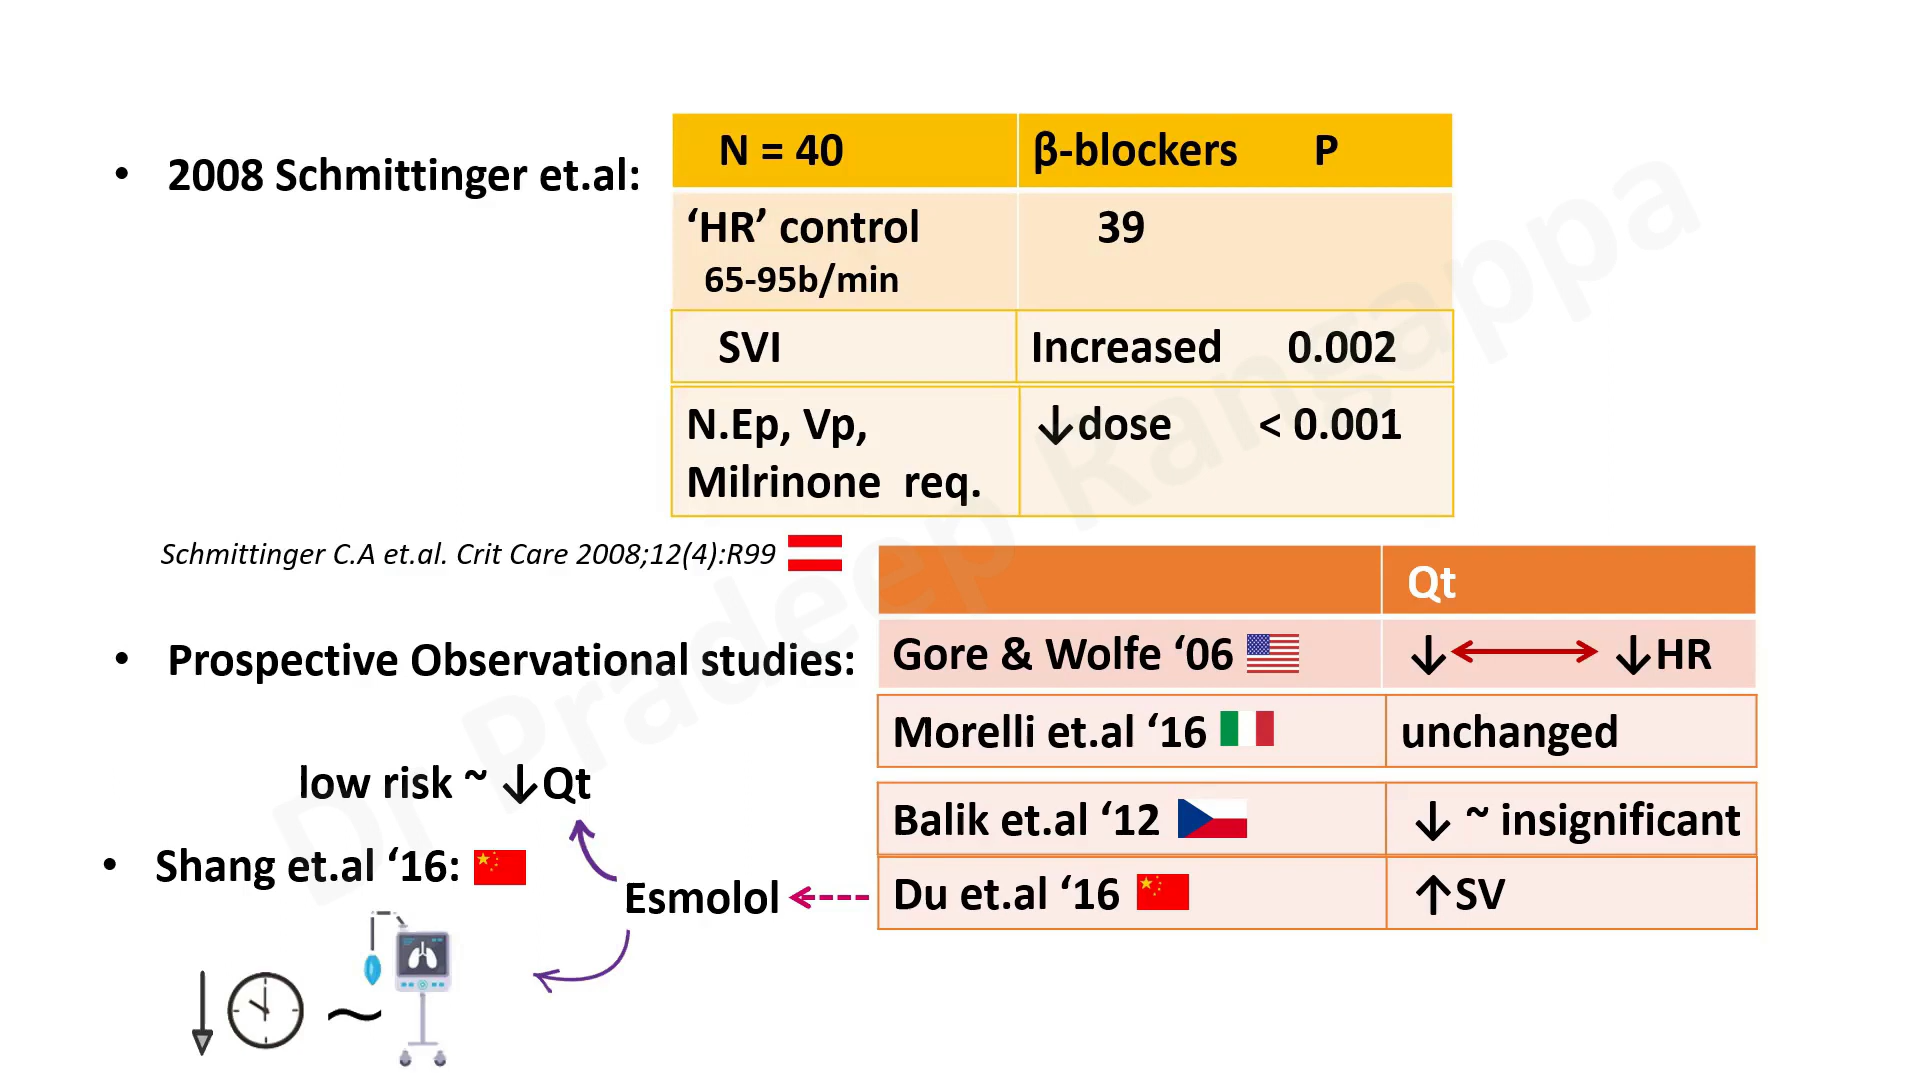 • 2008 Schmittinger et.al:
N = 40 β-blockers P
‘HR’ control 39
65-95b/min
SVI Increased 0.002
N.Ep, Vp, ↓dose < 0.001
Milrinone req.
Schmittinger C.A et.al. Crit Care 2008;12(4):R99
• Prospective Observational studies:
Qt
Gore & Wolfe ‘06 ↓ ↓HR
Morelli et.al ‘16 unchanged
Balik et.al ‘12 ↓ ~ insignificant
Du et.al ‘16 ↑SV
low risk ~ ↓Qt
• Shang et.al ‘16:
Esmolol
~
Dr Pradeep Rangappa